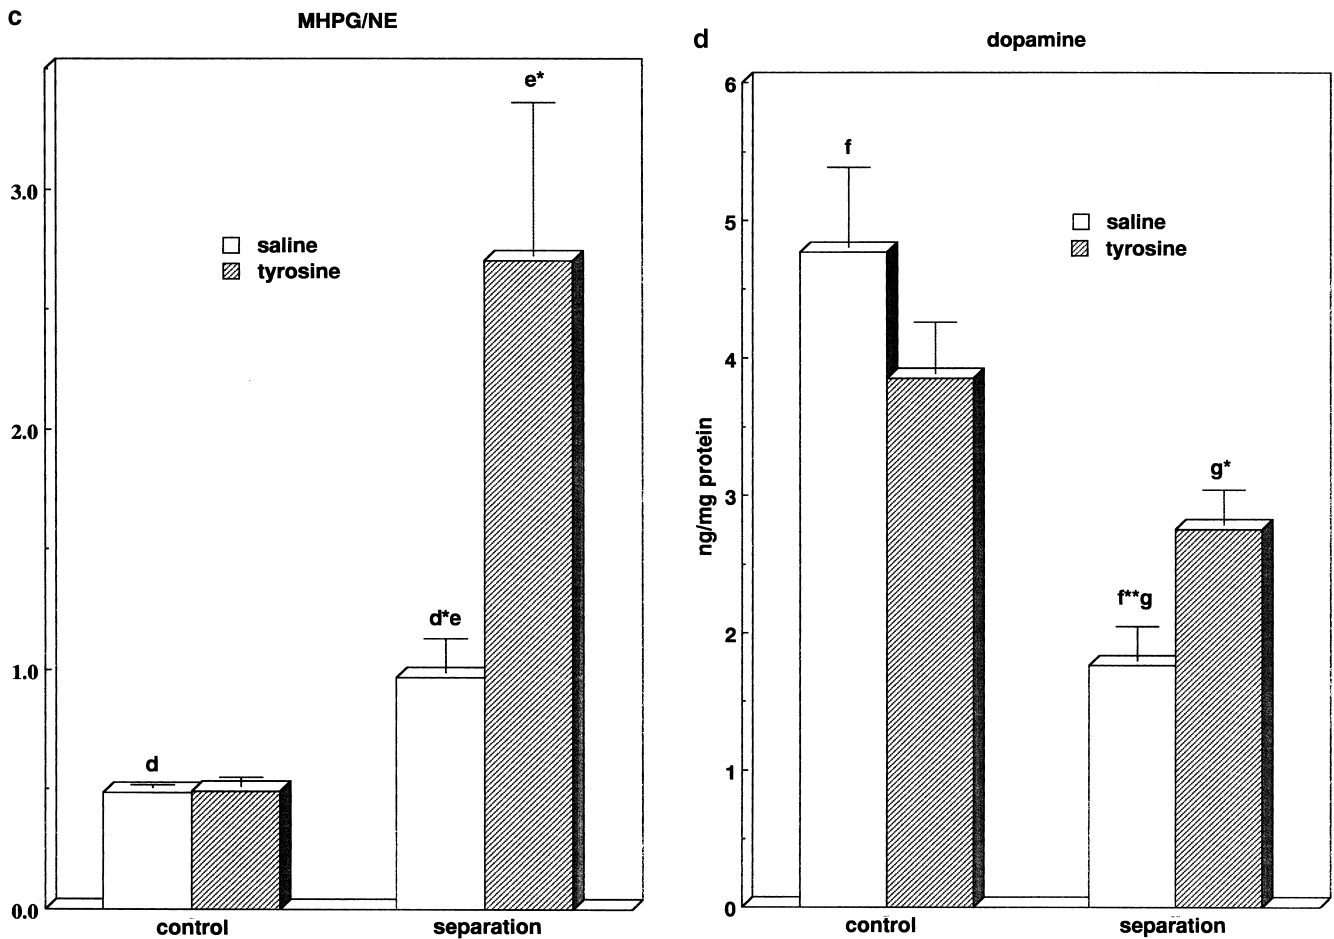 c
MHPG/NE
e*
3.0
saline
tyrosine
2.0
d*e
1.0
d
0.0
control
separation
d
dopamine
6
f
5
saline
tyrosine
4
ng/mg protein
g*
3
f**g
2
1
0
control
separation